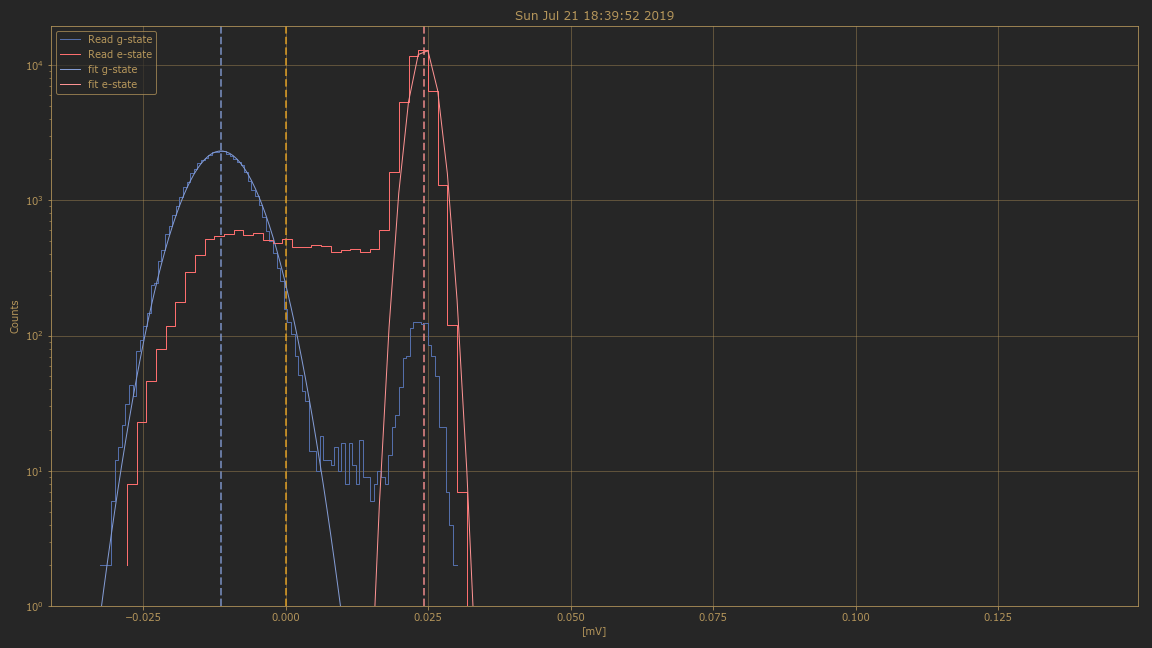 Sun Jul 21 18:39:52 2019
Read g-state
Read e-state
fit g-state
fit e-state
Counts
10⁴
10³
10²
10¹
10⁰
−0.025
0.000
0.025
0.050
0.075
0.100
0.125
[mV]